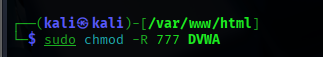 ┌──(kali㉿kali)-[/var/www/html]
└─$ sudo chmod -R 777 DVWA